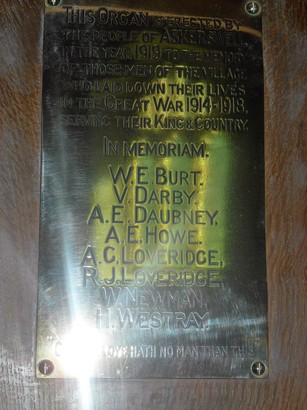 THIS ORGAN IS ERECTED BY
THE PEOPLE OF ASKERSWELL
IN THE YEAR 1919 TO THE MEMORY
OF THOSE MEN OF THE VILLAGE
WHO LAID DOWN THEIR LIVES
IN THE GREAT WAR 1914-1918,
SERVING THEIR KING & COUNTRY.
IN MEMORIAM.
W.E. BURT.
V. DARBY.
A.E. DAUBNEY.
A.E. HOWE.
A.C. LOVERIDGE,
R.J. LOVERIDGE,
W. NEWMAN,
H. WESTRAY.
LOVE HATH NO MAN THAN THIS"